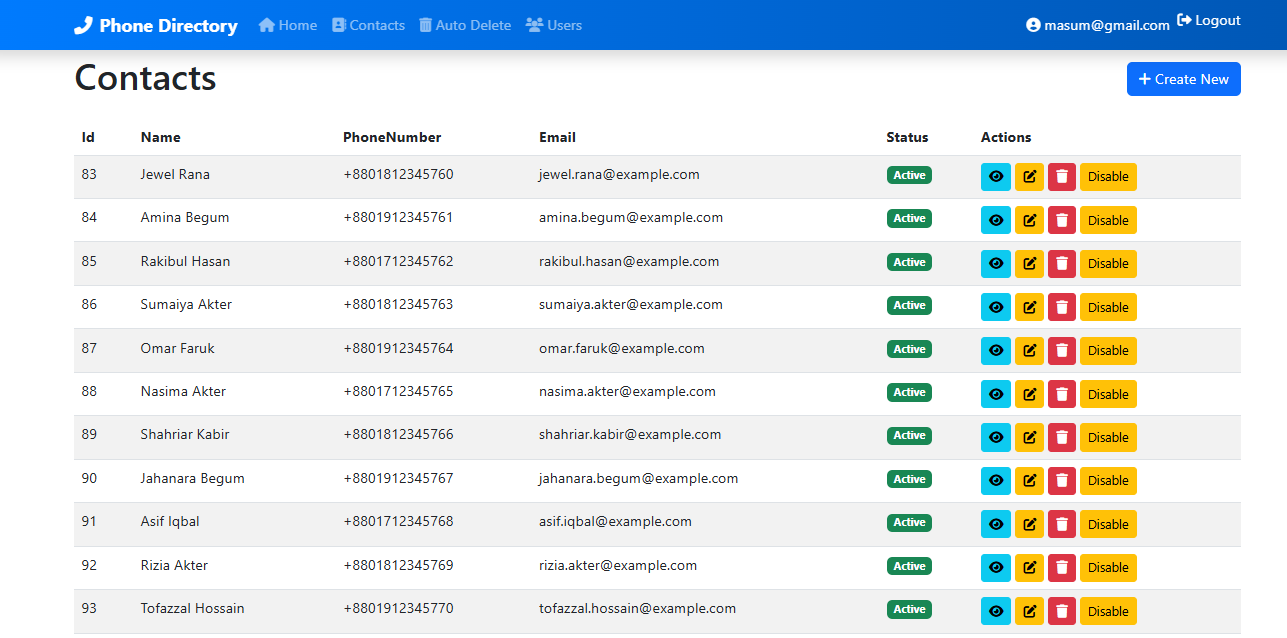 Phone Directory Home Contacts Auto Delete Users masum@gmail.com Logout
Contacts Create New
Id Name PhoneNumber Email Status Actions
83 Jewel Rana +8801812345760 jewel.rana@example.com Active Disable
84 Amina Begum +8801912345761 amina.begum@example.com Active Disable
85 Rakibul Hasan +8801712345762 rakibul.hasan@example.com Active Disable
86 Sumaiya Akter +8801812345763 sumaiya.akter@example.com Active Disable
87 Omar Faruk +8801912345764 omar.faruk@example.com Active Disable
88 Nasima Akter +8801712345765 nasima.akter@example.com Active Disable
89 Shahriar Kabir +8801812345766 shahriar.kabir@example.com Active Disable
90 Jahanara Begum +8801912345767 jahanara.begum@example.com Active Disable
91 Asif Iqbal +8801712345768 asif.iqbal@example.com Active Disable
92 Rizia Akter +8801812345769 rizia.akter@example.com Active Disable
93 Tofazzal Hossain +8801912345770 tofazzal.hossain@example.com Active Disable